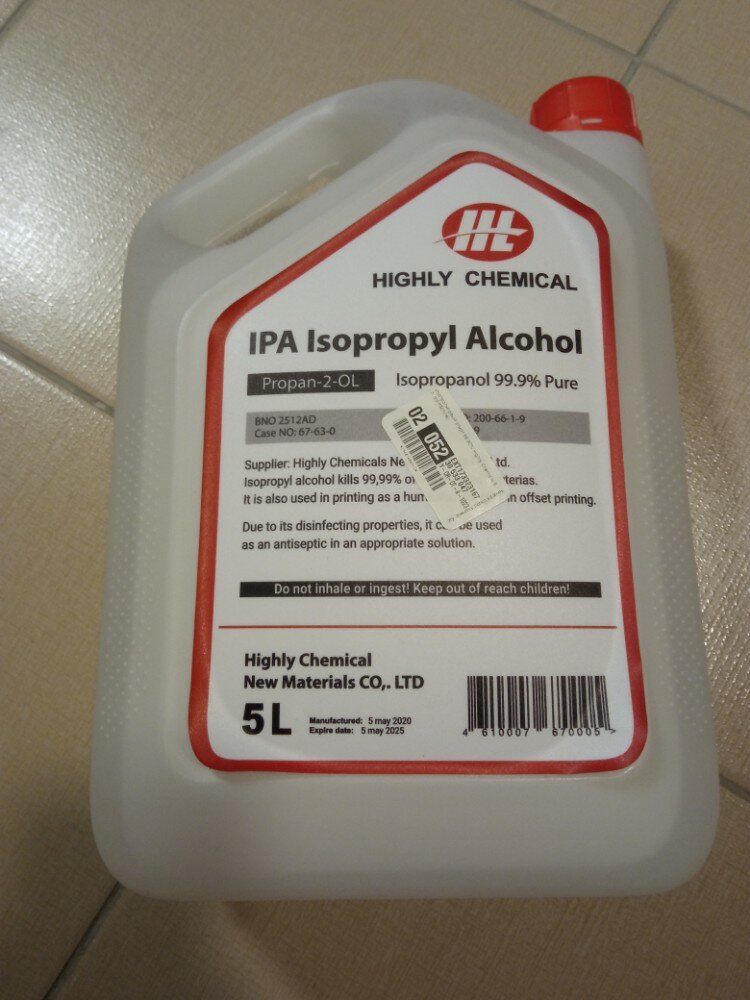 HL
HIGHLY CHEMICAL
IPA Isopropyl Alcohol
Propan-2-OL Isopropanol 99.9% Pure
BNO 2512AD 200-66-1-9
Case NO: 67-63-0 9
Supplier: Highly Chemicals Ne td.
Isopropyl alcohol kills 99,99% o terias.
It is also used in printing as a hum n offset printing.
Due to its disinfecting properties, it c be used
as an antiseptic in an appropriate solution.
02
052
Do not inhale or ingest! Keep out of reach children!
Highly Chemical
New Materials CO,. LTD
5 L
Manufactured: 5 may 2020
Expire date: 5 may 2025
4 610007 670005 >